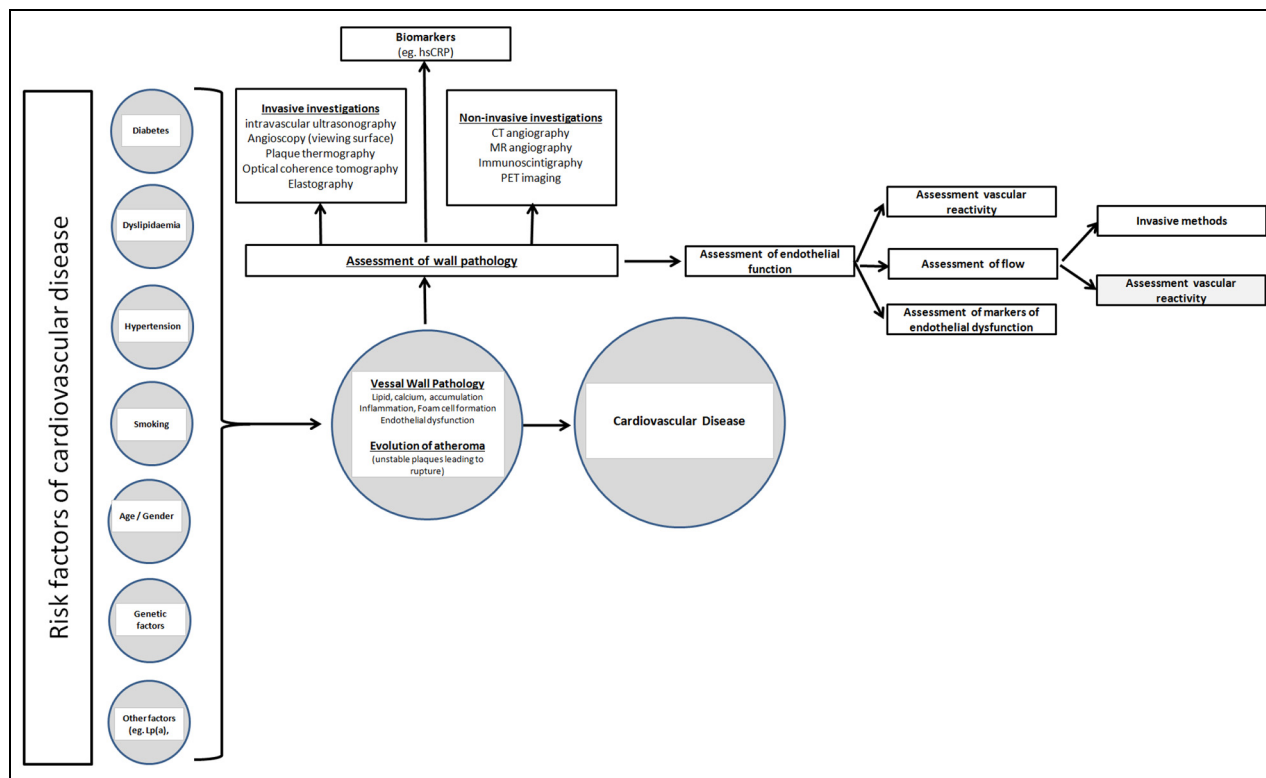 Risk factors of cardiovascular disease
Diabetes
Dyslipidaemia
Hypertension
Smoking
Age / Gender
Genetic
factors
Other factors
(eg. Lp(a),
Biomarkers
(eg. hsCRP)
Invasive investigations
intravascular ultrasonography
Angioscopy (viewing surface)
Plaque thermography
Optical coherence tomography
Elastography
Non-invasive investigations
CT angiography
MR angiography
Immunoscintigraphy
PET imaging
Assessment of wall pathology
Vessal Wall Pathology
Lipid, calcium, accumulation
Inflammation, Foam cell formation
Endothelial dysfunction
Evolution of atheroma
(unstable plaques leading to
rupture)
Cardiovascular Disease
Assessment of endothelial
function
Assessment vascular
reactivity
Assessment of flow
Assessment of markers of
endothelial dysfunction
Invasive methods
Assessment vascular
reactivity